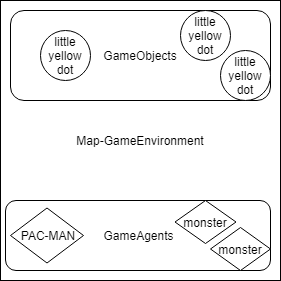 little
yellow
dot
GameObjects
little
yellow
dot
little
yellow
dot
Map-GameEnvironment
PAC-MAN
GameAgents
monster
monster